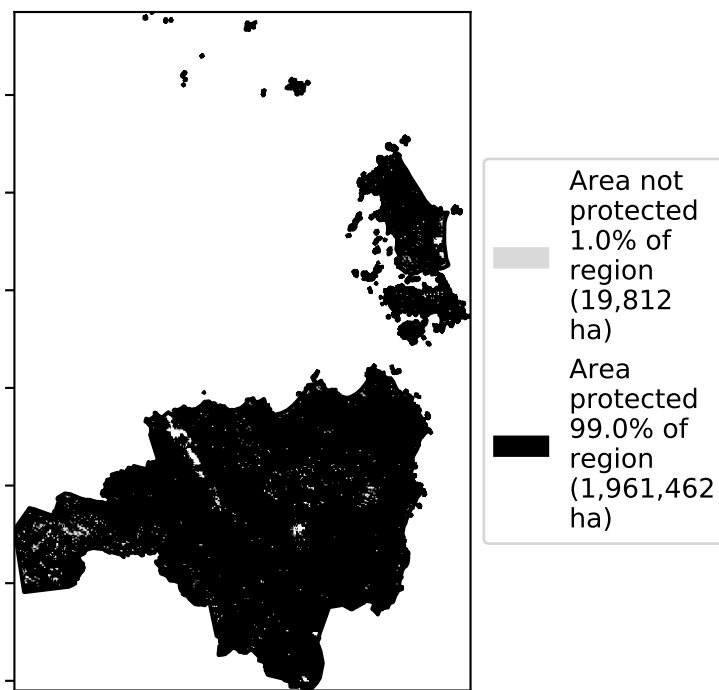 Area not
protected
1.0% of
region
(19,812
ha)
Area
protected
99.0% of
region
(1,961,462
ha)